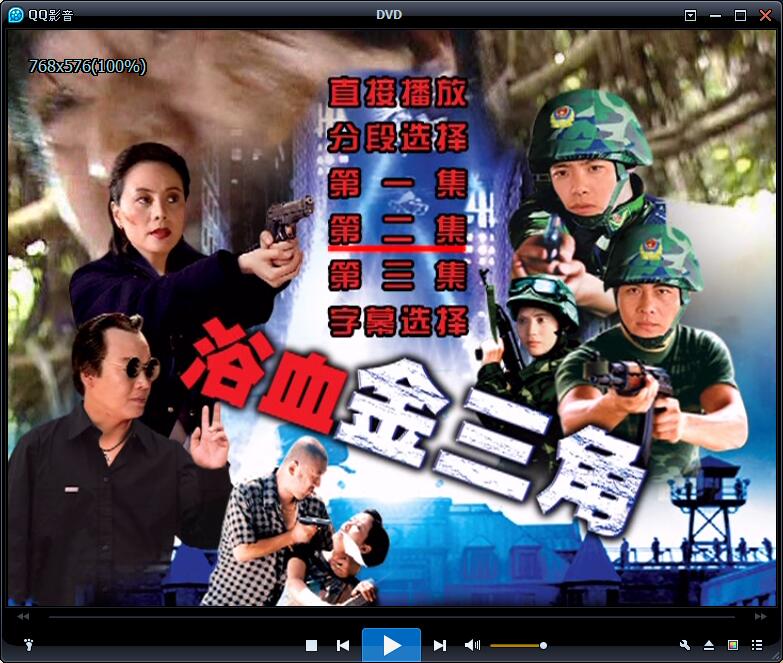 QQ影音
DVD
768x576(100%)
直接播放
分段选择
第一集
第二集
第三集
字幕选择
浴血金三角